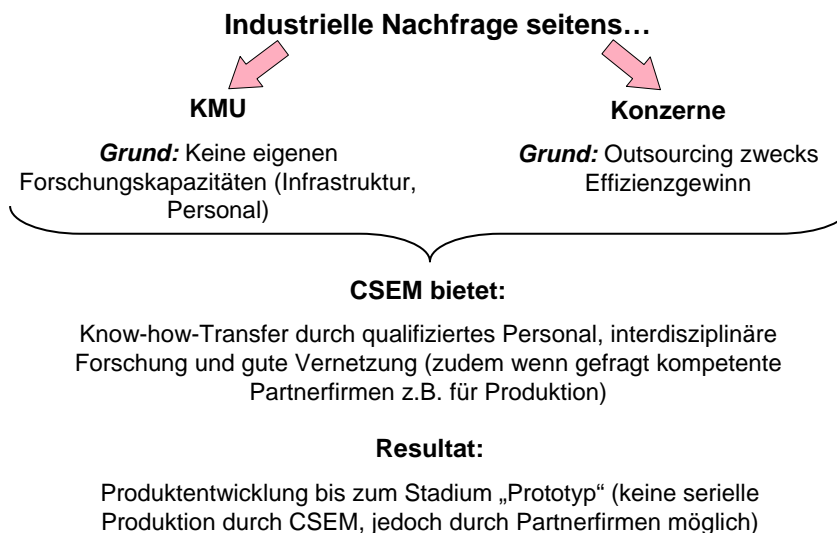 Industrielle Nachfrage seitens…
KMU
Grund: Keine eigenen
Forschungskapazitäten (Infrastruktur,
Personal)
Konzerne
Grund: Outsourcing zwecks
Effizienzgewinn
CSEM bietet:
Know-how-Transfer durch qualifiziertes Personal, interdisziplinäre
Forschung und gute Vernetzung (zudem wenn gefragt kompetente
Partnerfirmen z.B. für Produktion)
Resultat:
Produktentwicklung bis zum Stadium „Prototyp“ (keine serielle
Produktion durch CSEM, jedoch durch Partnerfirmen möglich)